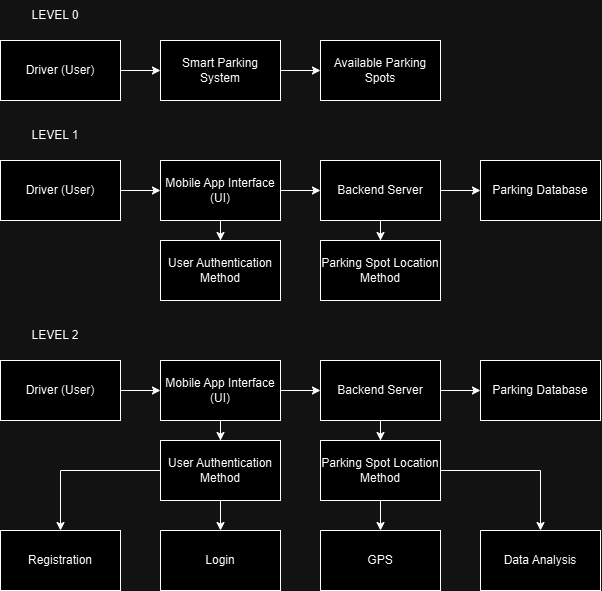 LEVEL 0
Driver (User)
Smart Parking
System
Available Parking
Spots
LEVEL 1
Driver (User)
Mobile App Interface
(UI)
Backend Server
Parking Database
User Authentication
Method
Parking Spot Location
Method
LEVEL 2
Driver (User)
Mobile App Interface
(UI)
Backend Server
Parking Database
User Authentication
Method
Parking Spot Location
Method
Registration
Login
GPS
Data Analysis